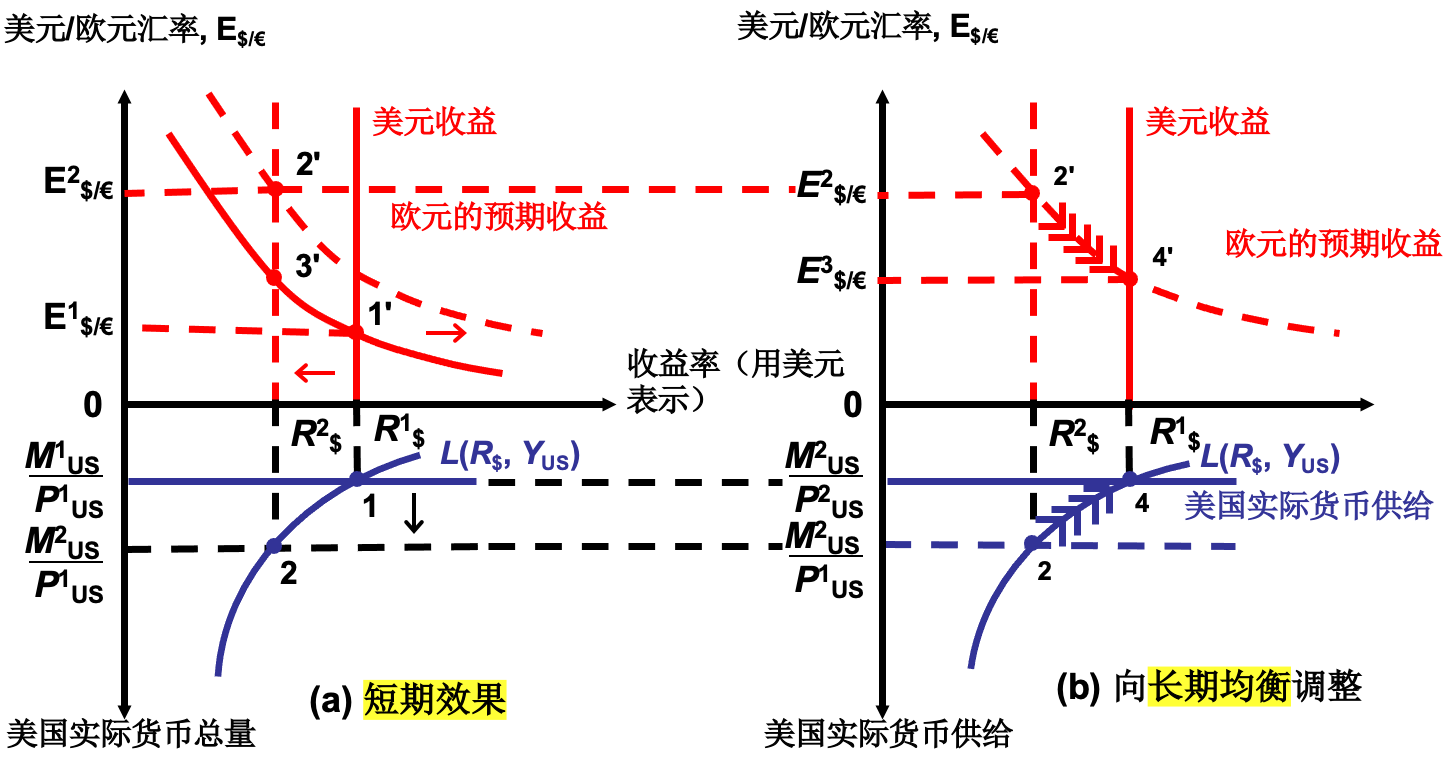 美元/欧元汇率, E$/€
美元收益
E²$/€
2'
欧元的预期收益
3'
E¹$/€
1'
收益率（用美元
表示）
0
R²$
R¹$
L(R$, YUS)
M¹US
P¹US
1
M²US
P¹US
2
(a) 短期效果
美国实际货币总量
美元/欧元汇率, E$/€
美元收益
E²$/€
2'
欧元的预期收益
E³$/€
4'
0
R²$
R¹$
L(R$, YUS)
M²US
P²US
4
美国实际货币供给
M²US
P¹US
2
(b) 向长期均衡调整
美国实际货币供给